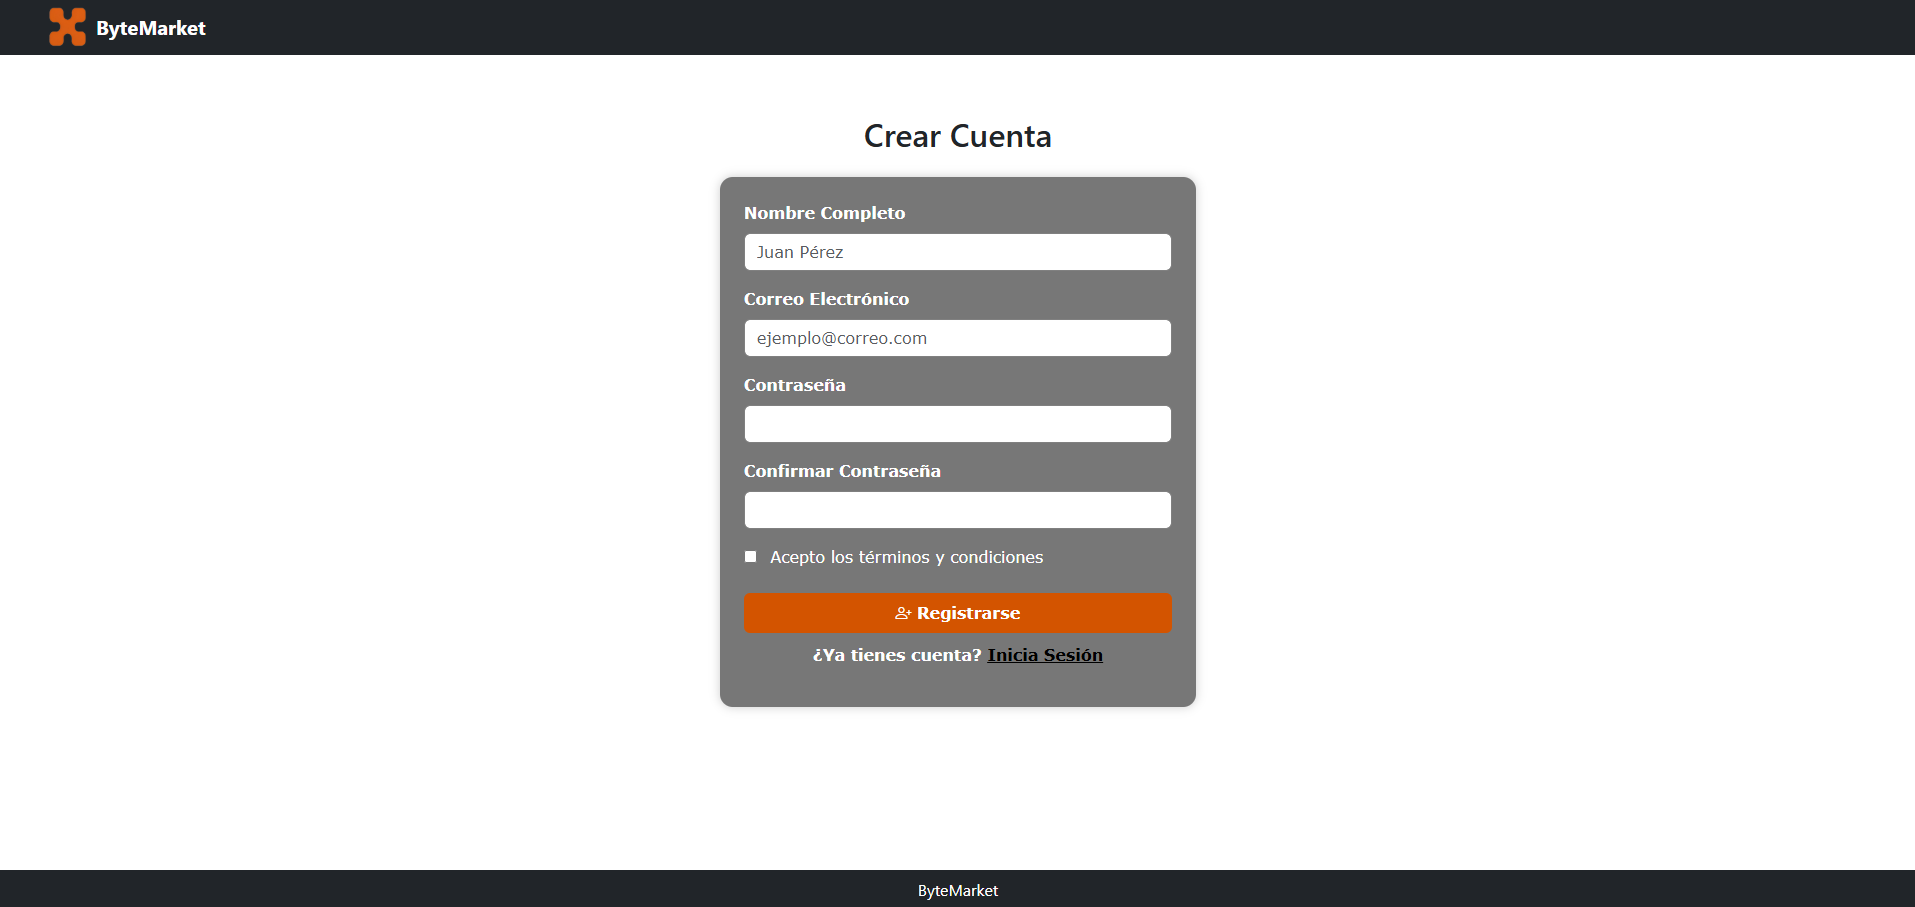 ByteMarket
Crear Cuenta
Nombre Completo
Juan Pérez
Correo Electrónico
ejemplo@correo.com
Contraseña
Confirmar Contraseña
Acepto los términos y condiciones
Registrarse
¿Ya tienes cuenta? Inicia Sesión
ByteMarket